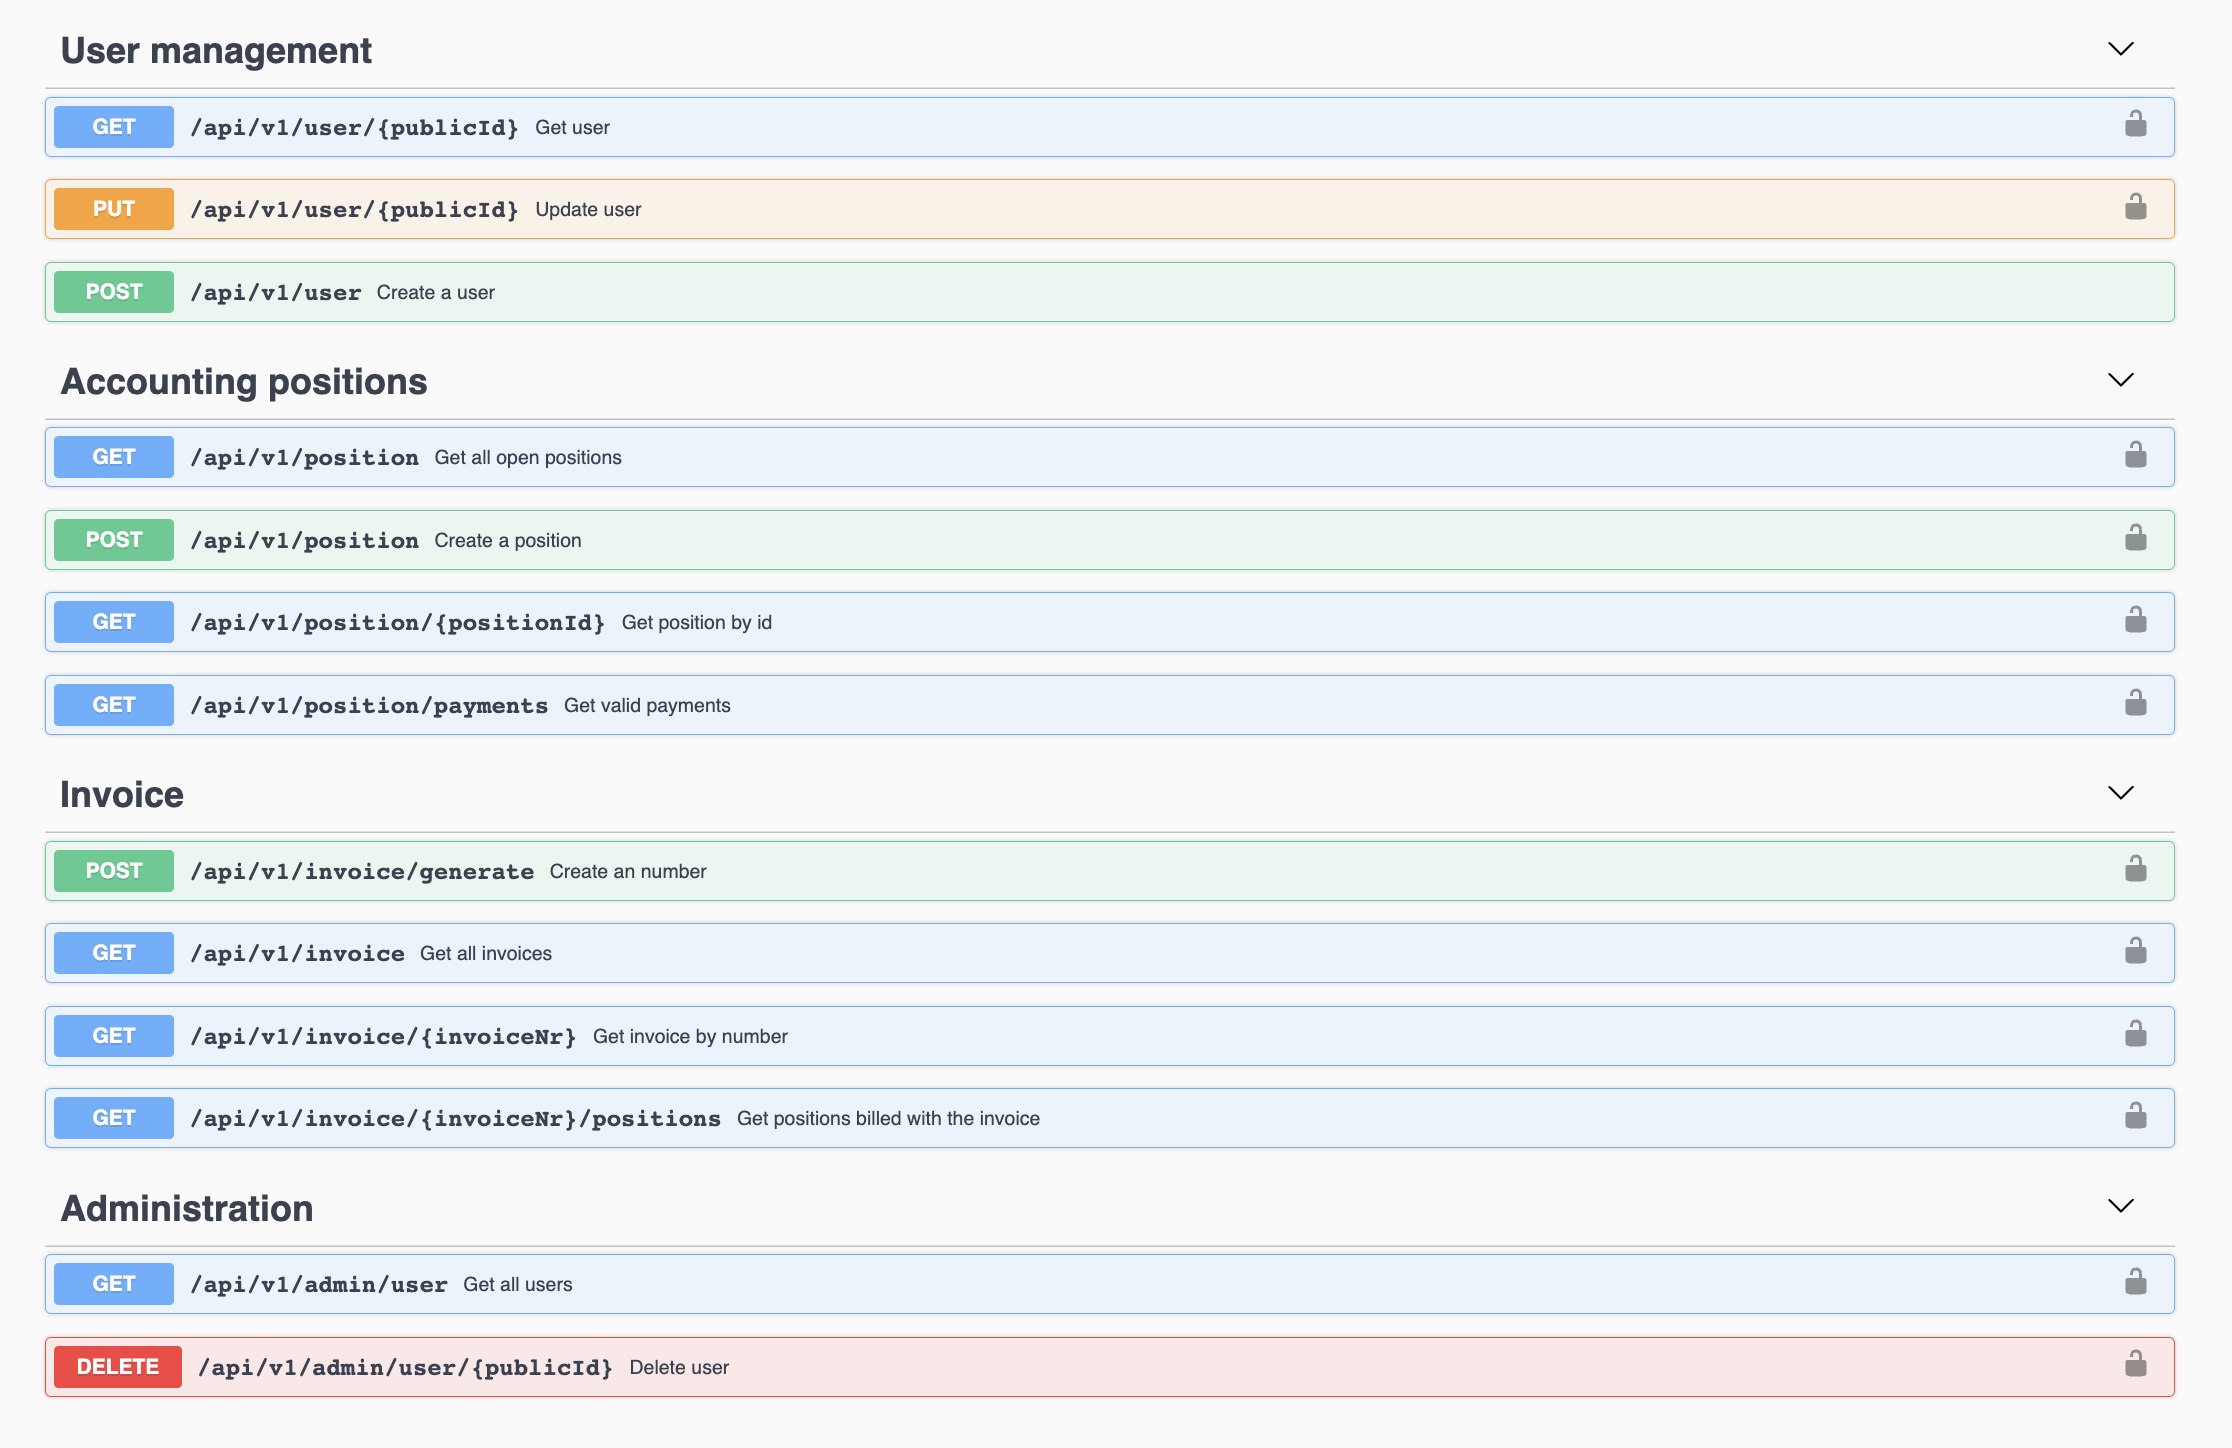 User management
GET /api/v1/user/{publicId} Get user
PUT /api/v1/user/{publicId} Update user
POST /api/v1/user Create a user
Accounting positions
GET /api/v1/position Get all open positions
POST /api/v1/position Create a position
GET /api/v1/position/{positionId} Get position by id
GET /api/v1/position/payments Get valid payments
Invoice
POST /api/v1/invoice/generate Create an number
GET /api/v1/invoice Get all invoices
GET /api/v1/invoice/{invoiceNr} Get invoice by number
GET /api/v1/invoice/{invoiceNr}/positions Get positions billed with the invoice
Administration
GET /api/v1/admin/user Get all users
DELETE /api/v1/admin/user/{publicId} Delete user